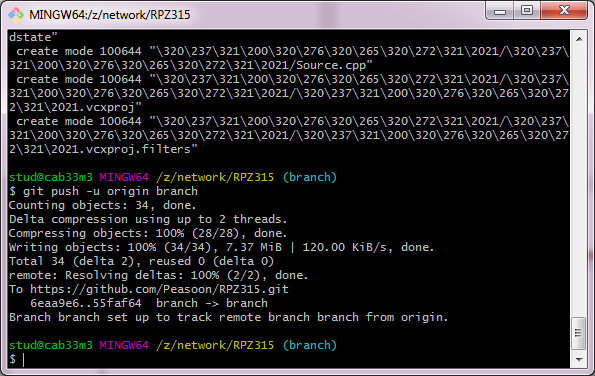 MINGW64:/z/network/RPZ315
dstate"
 create mode 100644 "\320\237\321\200\320\276\320\265\320\272\321\2021/\320\237\
321\200\320\276\320\265\320\272\321\2021/Source.cpp"
 create mode 100644 "\320\237\321\200\320\276\320\265\320\272\321\2021/\320\237\
321\200\320\276\320\265\320\272\321\2021/\320\237\321\200\320\276\320\265\320\27
2\321\2021.vcxproj"
 create mode 100644 "\320\237\321\200\320\276\320\265\320\272\321\2021/\320\237\
321\200\320\276\320\265\320\272\321\2021/\320\237\321\200\320\276\320\265\320\27
2\321\2021.vcxproj.filters"
stud@cab33m3 MINGW64 /z/network/RPZ315 (branch)
$ git push -u origin branch
Counting objects: 34, done.
Delta compression using up to 2 threads.
Compressing objects: 100% (28/28), done.
Writing objects: 100% (34/34), 7.37 MiB | 120.00 KiB/s, done.
Total 34 (delta 2), reused 0 (delta 0)
remote: Resolving deltas: 100% (2/2), done.
To https://github.com/Peasoon/RPZ315.git
   6eaa9e6..55faf64  branch -> branch
Branch branch set up to track remote branch branch from origin.
stud@cab33m3 MINGW64 /z/network/RPZ315 (branch)
$